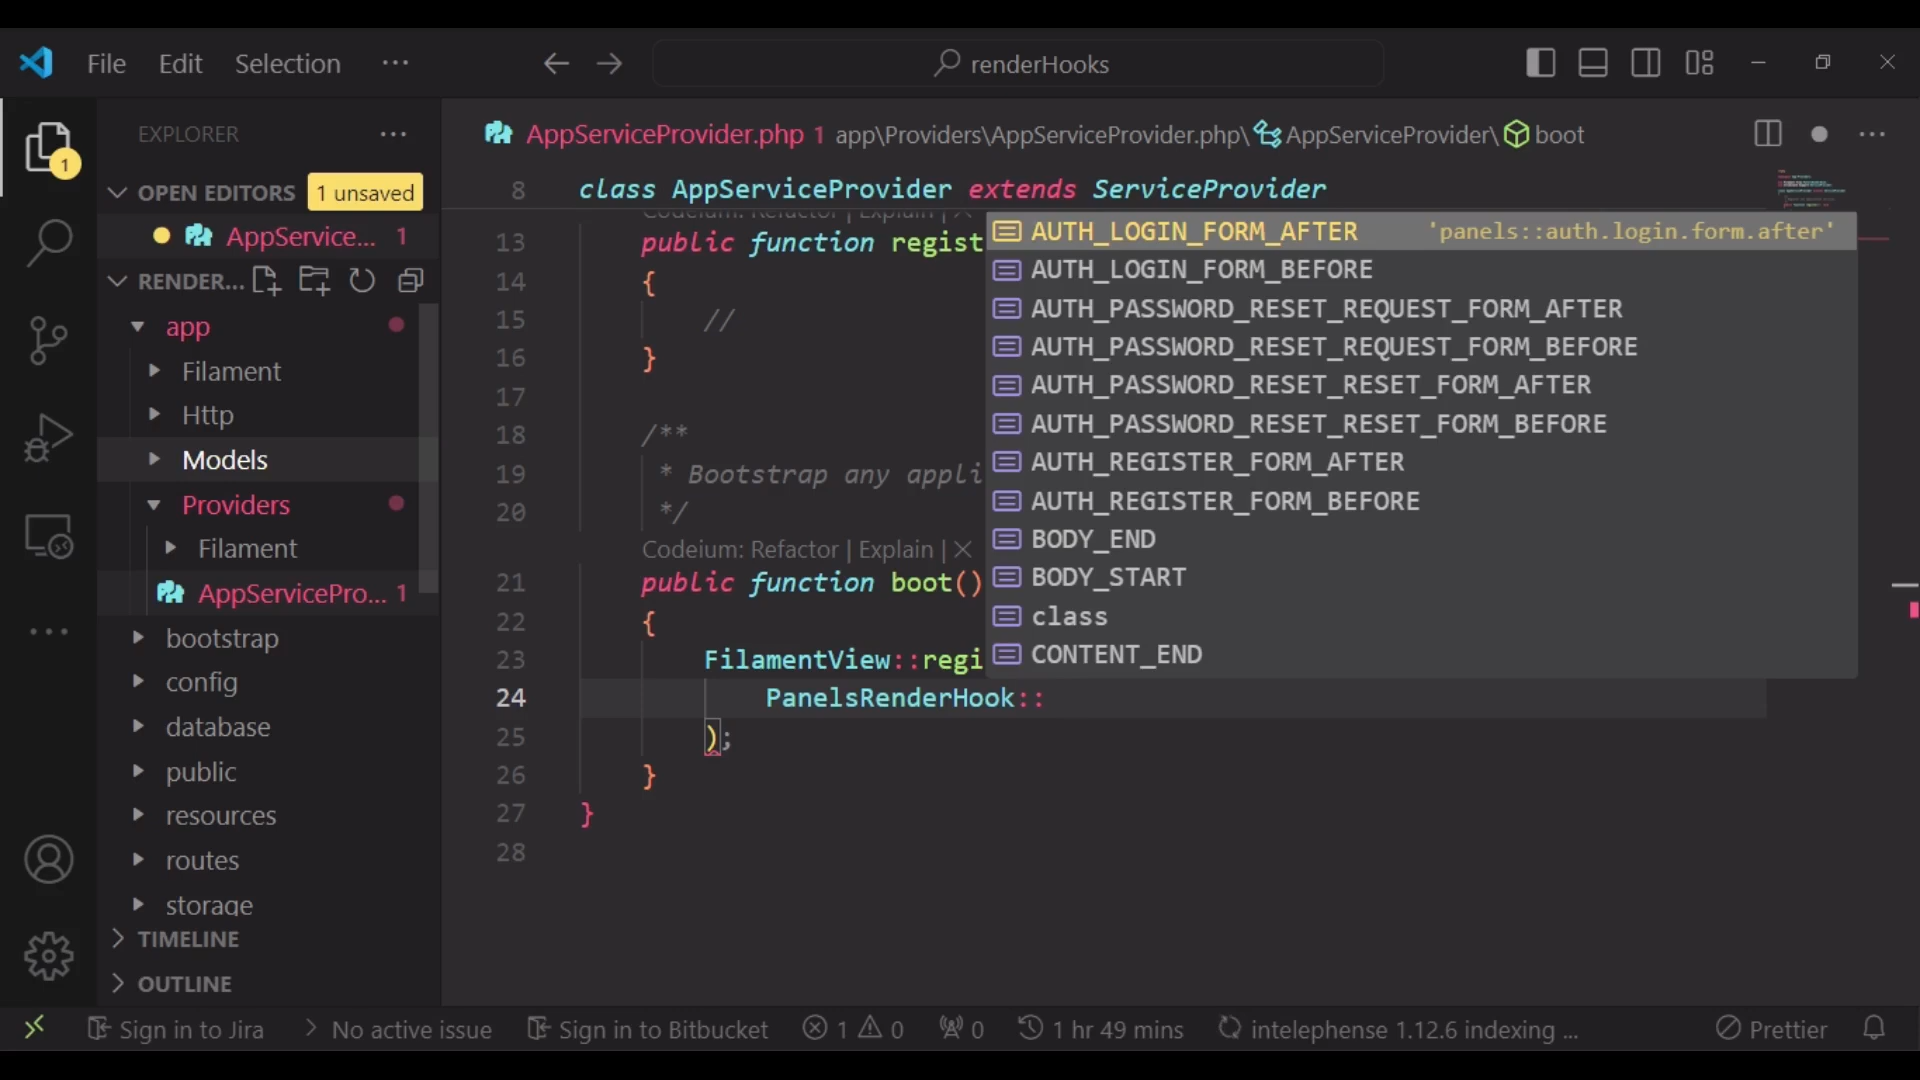 File Edit Selection ··· renderHooks
EXPLORER ···
OPEN EDITORS 1 unsaved
AppService... 1
RENDER...
app
Filament
Http
Models
Providers
Filament
AppServicePro... 1
bootstrap
config
database
public
resources
routes
storage
TIMELINE
OUTLINE
AppServiceProvider.php 1 app\Providers\AppServiceProvider.php\ AppServiceProvider\ boot
8 class AppServiceProvider extends ServiceProvider
Codeium: Refactor | Explain | ×
13 public function regist
14 {
15 //
16 }
17
18 /**
19 * Bootstrap any appli
20 */
Codeium: Refactor | Explain | ×
21 public function boot()
22 {
23 FilamentView::regi
24 PanelsRenderHook::
25 );
26 }
27 }
28
AUTH_LOGIN_FORM_AFTER 'panels::auth.login.form.after'
AUTH_LOGIN_FORM_BEFORE
AUTH_PASSWORD_RESET_REQUEST_FORM_AFTER
AUTH_PASSWORD_RESET_REQUEST_FORM_BEFORE
AUTH_PASSWORD_RESET_RESET_FORM_AFTER
AUTH_PASSWORD_RESET_RESET_FORM_BEFORE
AUTH_REGISTER_FORM_AFTER
AUTH_REGISTER_FORM_BEFORE
BODY_END
BODY_START
class
CONTENT_END
Sign in to Jira No active issue Sign in to Bitbucket 1 0 0 1 hr 49 mins intelephense 1.12.6 indexing ... Prettier